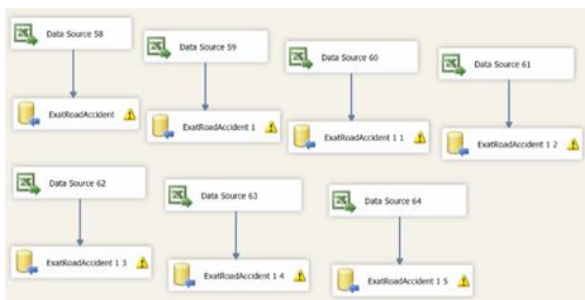 Data Source 58
Data Source 59
Data Source 60
Data Source 61
ExatRoadAccident
ExatRoadAccident 1
ExatRoadAccident 1 1
ExatRoadAccident 1 2
Data Source 62
Data Source 63
Data Source 64
ExatRoadAccident 1 3
ExatRoadAccident 1 4
ExatRoadAccident 1 5